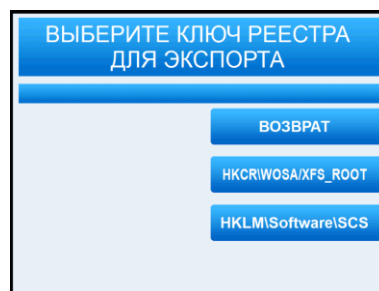 ВЫБЕРИТЕ КЛЮЧ РЕЕСТРА
ДЛЯ ЭКСПОРТА
ВОЗВРАТ
HKCR\WOSA/XFS_ROOT
HKLM\Software\SCS